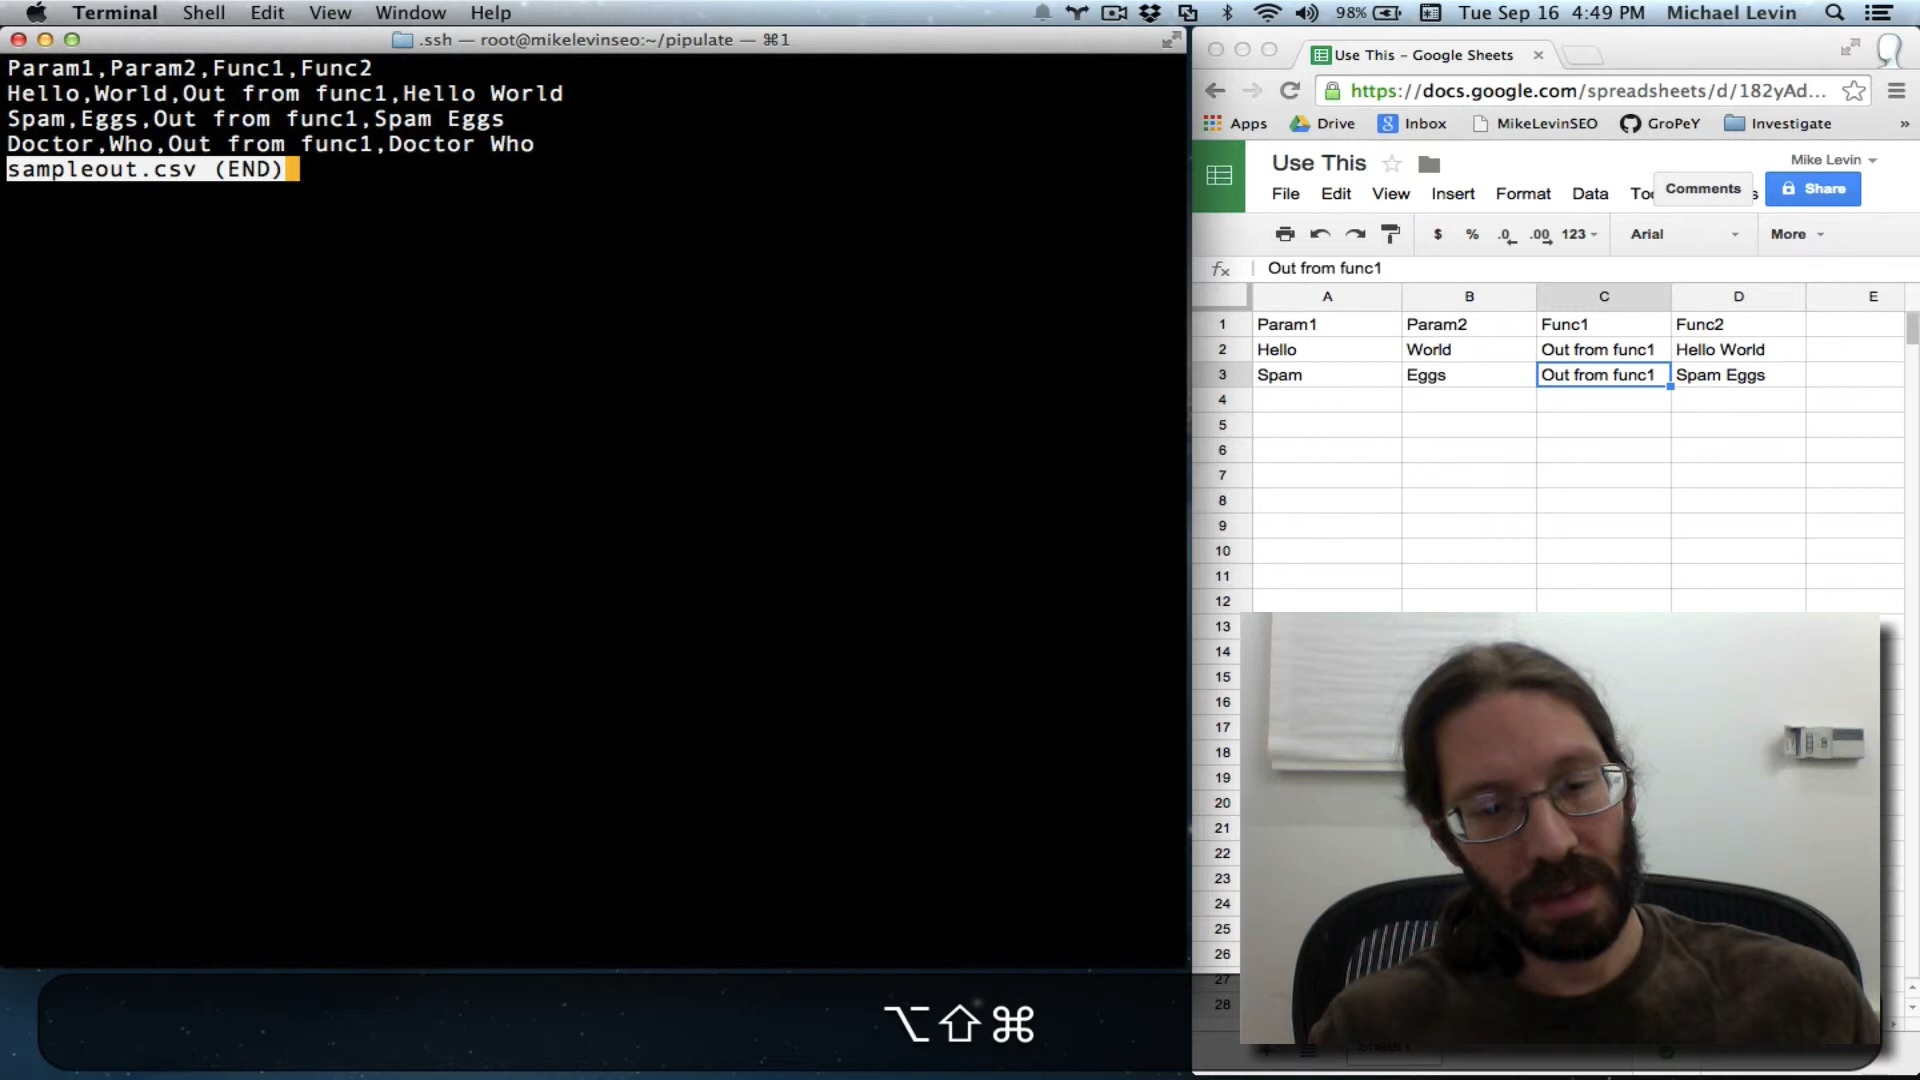 Terminal Shell Edit View Window Help 98% Tue Sep 16 4:49 PM Michael Levin
.ssh — root@mikelevinseo:~/pipulate — ⌘1
Param1,Param2,Func1,Func2
Hello,World,Out from func1,Hello World
Spam,Eggs,Out from func1,Spam Eggs
Doctor,Who,Out from func1,Doctor Who
sampleout.csv (END)
⌥⇧⌘
Use This – Google Sheets
https://docs.google.com/spreadsheets/d/182yAd...
Apps Drive Inbox MikeLevinSEO GroPeY Investigate »
Use This Mike Levin
File Edit View Insert Format Data Comments Share
$ % .0 .00 123 Arial More
fx Out from func1
A B C D E
1 Param1 Param2 Func1 Func2
2 Hello World Out from func1 Hello World
3 Spam Eggs Out from func1 Spam Eggs
4
5
6
7
8
9
10
11
12
13
14
15
16
17
18
19
20
21
22
23
24
25
26
27
28